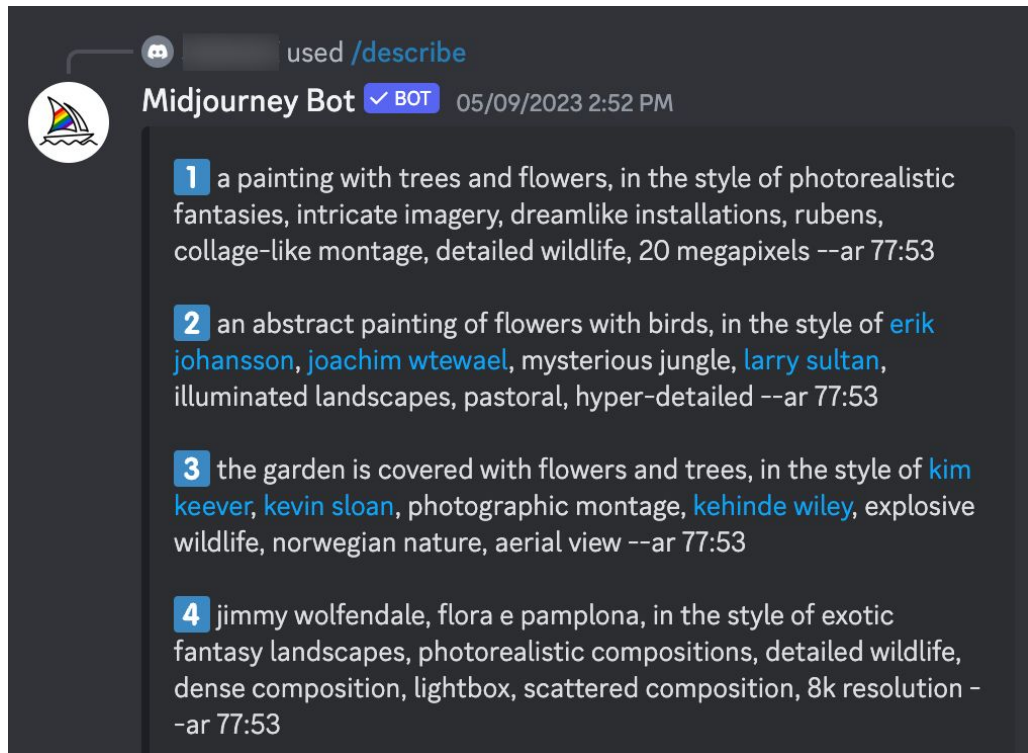 used /describe
Midjourney Bot ✓ BOT 05/09/2023 2:52 PM
1 a painting with trees and flowers, in the style of photorealistic
fantasies, intricate imagery, dreamlike installations, rubens,
collage-like montage, detailed wildlife, 20 megapixels --ar 77:53
2 an abstract painting of flowers with birds, in the style of erik
johansson, joachim wtewael, mysterious jungle, larry sultan,
illuminated landscapes, pastoral, hyper-detailed --ar 77:53
3 the garden is covered with flowers and trees, in the style of kim
keever, kevin sloan, photographic montage, kehinde wiley, explosive
wildlife, norwegian nature, aerial view --ar 77:53
4 jimmy wolfendale, flora e pamplona, in the style of exotic
fantasy landscapes, photorealistic compositions, detailed wildlife,
dense composition, lightbox, scattered composition, 8k resolution -
-ar 77:53